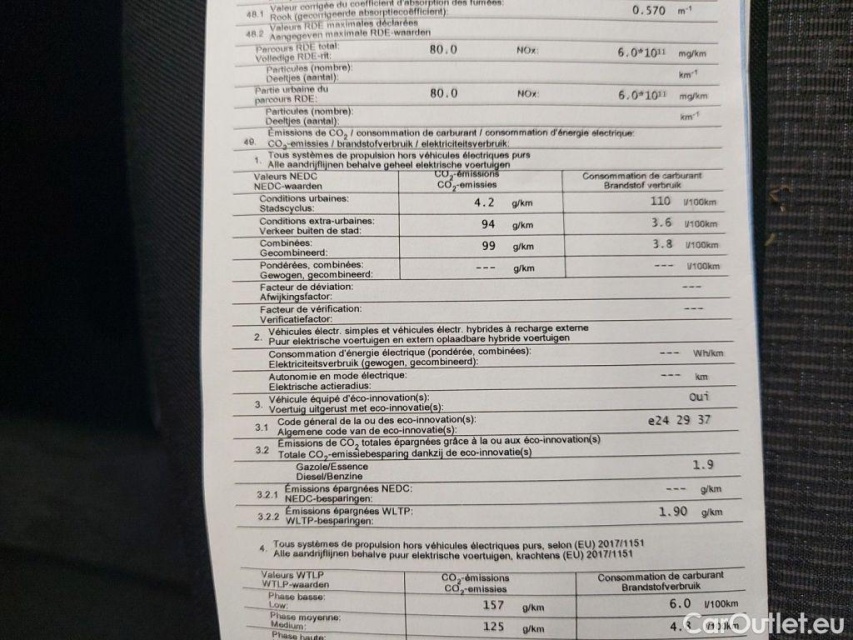 48.1 Valeur corrigée du coefficient d'absorption des fumées:
Rook (gecorrigeerde absorptiecoëfficient): 0.570 m⁻¹
48.2 Valeurs RDE maximales déclarées
Aangegeven maximale RDE-waarden
Parcours RDE total: 80.0 NOx: 6.0*10¹¹ mg/km
Volledige RDE-rit:
Particules (nombre): km⁻¹
Deeltjes (aantal):
Partie urbaine du 80.0 NOx: 6.0*10¹¹ mg/km
parcours RDE:
Particules (nombre): km⁻¹
Deeltjes (aantal):
49. Émissions de CO₂ / consommation de carburant / consommation d'énergie electrique:
CO₂-emissies / brandstofverbruik / elektriciteitsverbruik:
1. Tous systèmes de propulsion hors véhicules électriques purs
Alle aandrijflijnen behalve geheel elektrische voertuigen
Valeurs NEDC CO₂-émissions Consommation de carburant
NEDC-waarden CO₂-emissies Brandstof verbruik
Conditions urbaines: 4.2 g/km 110 l/100km
Stadscyclus:
Conditions extra-urbaines: 94 g/km 3.6 l/100km
Verkeer buiten de stad:
Combinées: 99 g/km 3.8 l/100km
Gecombineerd:
Pondérées, combinées: --- g/km --- l/100km
Gewogen, gecombineerd:
Facteur de déviation: ---
Afwijkingsfactor:
Facteur de vérification: ---
Verificatiefactor:
2. Véhicules électr. simples et véhicules électr. hybrides à recharge externe
Puur elektrische voertuigen en extern oplaadbare hybride voertuigen
Consommation d'énergie électrique (pondérée, combinées): --- Wh/km
Elektriciteitsverbruik (gewogen, gecombineerd):
Autonomie en mode électrique: --- km
Elektrische actieradius:
3. Véhicule équipé d'éco-innovation(s): Oui
Voertuig uitgerust met eco-innovatie(s):
3.1 Code géneral de la ou des eco-innovation(s): e24 29 37
Algemene code van de eco-innovatie(s):
3.2 Émissions de CO₂ totales épargnées grâce à la ou aux éco-innovation(s)
Totale CO₂-emissiebesparing dankzij de eco-innovatie(s)
Gazole/Essence 1.9
Diesel/Benzine
3.2.1 Émissions épargnées NEDC: --- g/km
NEDC-besparingen:
3.2.2 Émissions épargnées WLTP: 1.90 g/km
WLTP-besparingen:
4. Tous systèmes de propulsion hors véhicules électriques purs, selon (EU) 2017/1151
Alle aandrijflijnen behalve puur elektrische voertuigen, krachtens (EU) 2017/1151
Valeurs WTLP CO₂-émissions Consommation de carburant
WTLP-waarden CO₂-emissies Brandstofverbruik
Phase basse: 157 g/km 6.0 l/100km
Low:
Phase moyenne: 125 g/km l/100km
Medium:
Phase haute:
CarOutlet.eu